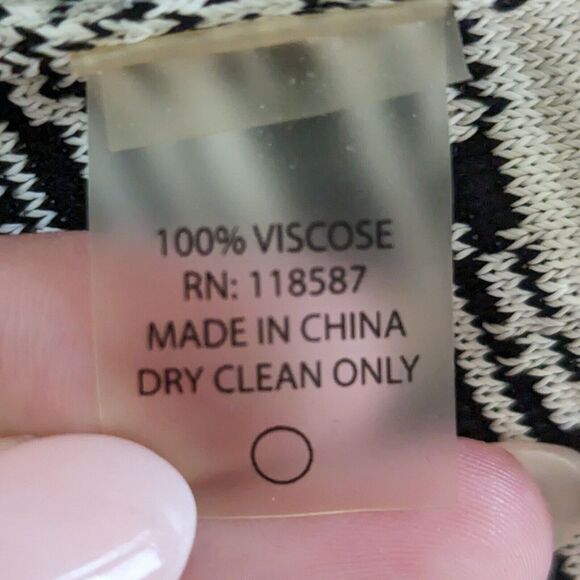 100% VISCOSE
RN: 118587
MADE IN CHINA
DRY CLEAN ONLY